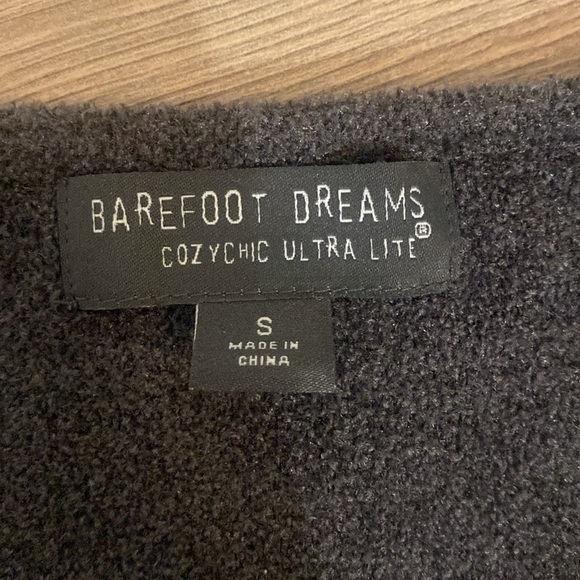 BAREFOOT DREAMS
COZYCHIC ULTRA LITE®
S
MADE IN
CHINA